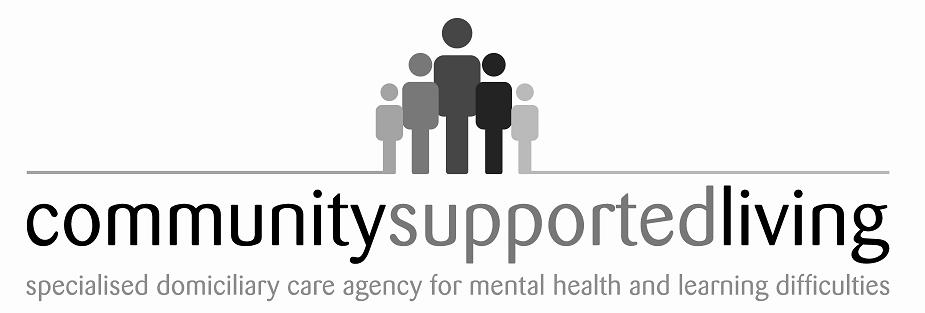 communitysupportedliving
specialised domiciliary care agency for mental health and learning difficulties